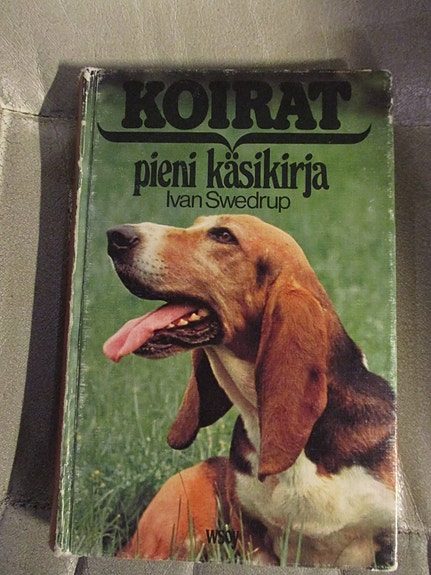 KOIRAT
pieni käsikirja
Ivan Swedrup
wsoy